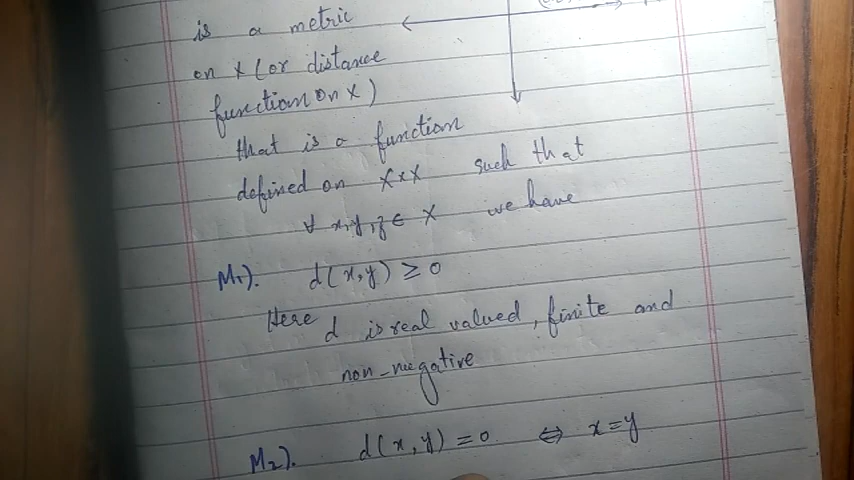 is a metric
on X (or distance
function on X)
that is a function
defined on X×X such that
∀ x,y,z ∈ X we have
M₁). d(x,y) ≥ 0
Here d is real valued, finite and
non-negative
M₂). d(x,y) = 0 ⇔ x=y